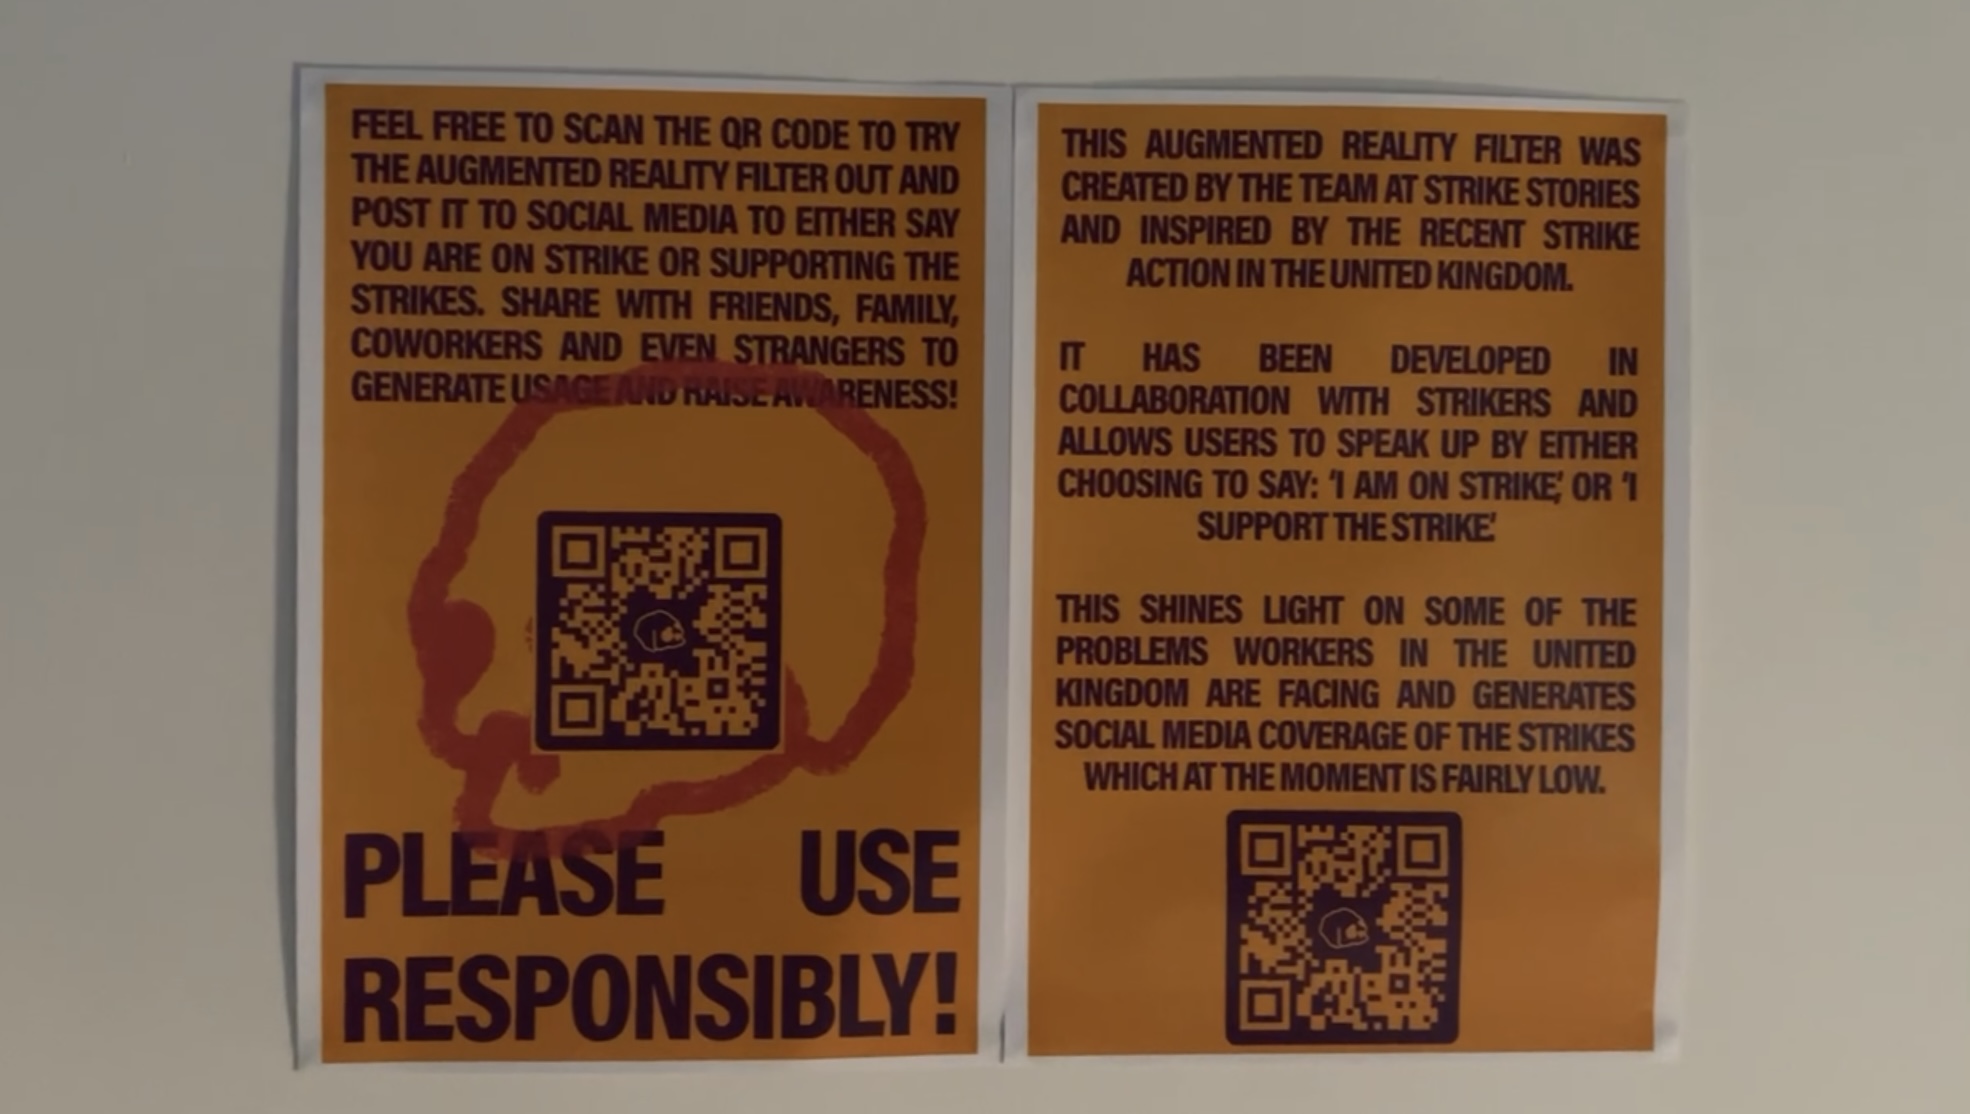 FEEL FREE TO SCAN THE QR CODE TO TRY
THE AUGMENTED REALITY FILTER OUT AND
POST IT TO SOCIAL MEDIA TO EITHER SAY
YOU ARE ON STRIKE OR SUPPORTING THE
STRIKES. SHARE WITH FRIENDS, FAMILY,
COWORKERS AND EVEN STRANGERS TO
GENERATE USAGE AND RAISE AWARENESS!
PLEASE USE
RESPONSIBLY!
THIS AUGMENTED REALITY FILTER WAS
CREATED BY THE TEAM AT STRIKE STORIES
AND INSPIRED BY THE RECENT STRIKE
ACTION IN THE UNITED KINGDOM.
IT HAS BEEN DEVELOPED IN
COLLABORATION WITH STRIKERS AND
ALLOWS USERS TO SPEAK UP BY EITHER
CHOOSING TO SAY: 'I AM ON STRIKE,' OR 'I
SUPPORT THE STRIKE.'
THIS SHINES LIGHT ON SOME OF THE
PROBLEMS WORKERS IN THE UNITED
KINGDOM ARE FACING AND GENERATES
SOCIAL MEDIA COVERAGE OF THE STRIKES
WHICH AT THE MOMENT IS FAIRLY LOW.